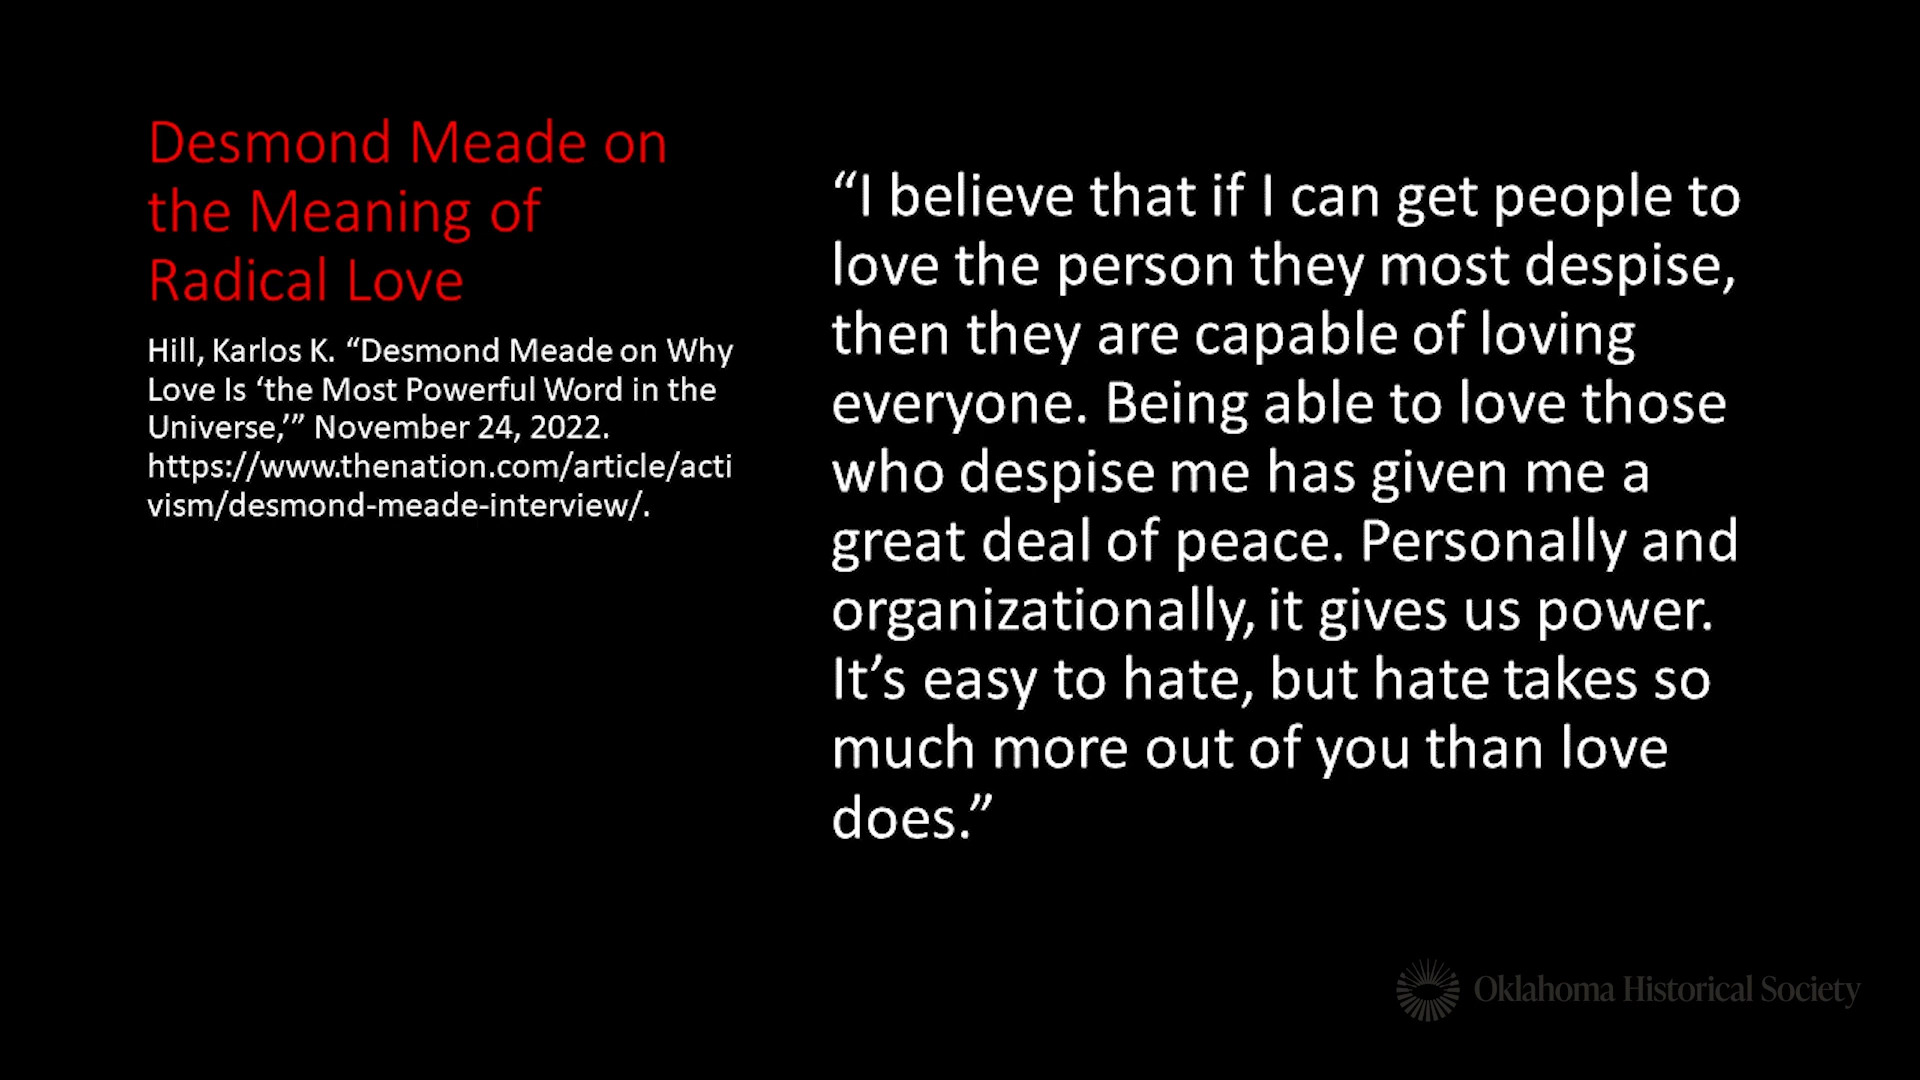 Desmond Meade on
the Meaning of
Radical Love
Hill, Karlos K. “Desmond Meade on Why
Love Is ‘the Most Powerful Word in the
Universe,’” November 24, 2022.
https://www.thenation.com/article/acti
vism/desmond-meade-interview/.
“I believe that if I can get people to
love the person they most despise,
then they are capable of loving
everyone. Being able to love those
who despise me has given me a
great deal of peace. Personally and
organizationally, it gives us power.
It’s easy to hate, but hate takes so
much more out of you than love
does.”
Oklahoma Historical Society